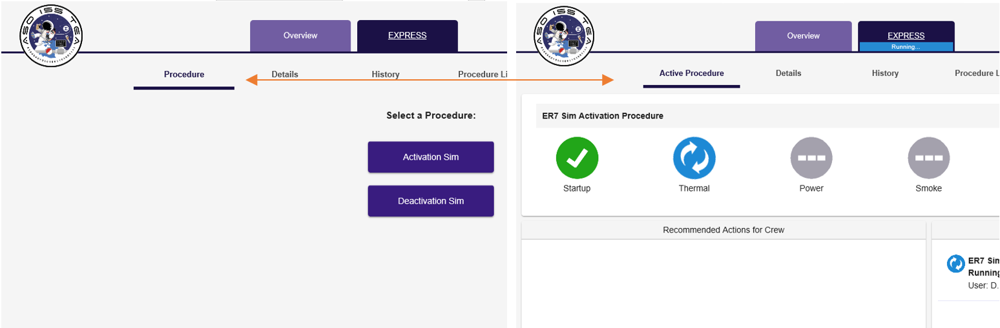 ASO ISS TEA
Overview
EXPRESS
Procedure
Details
History
Procedure Li
Select a Procedure:
Activation Sim
Deactivation Sim
ASO ISS TEA
Overview
EXPRESS
Running...
Active Procedure
Details
History
Procedure L
ER7 Sim Activation Procedure
Startup
Thermal
Power
Smoke
Recommended Actions for Crew
ER7 Sim
Running
User: D.